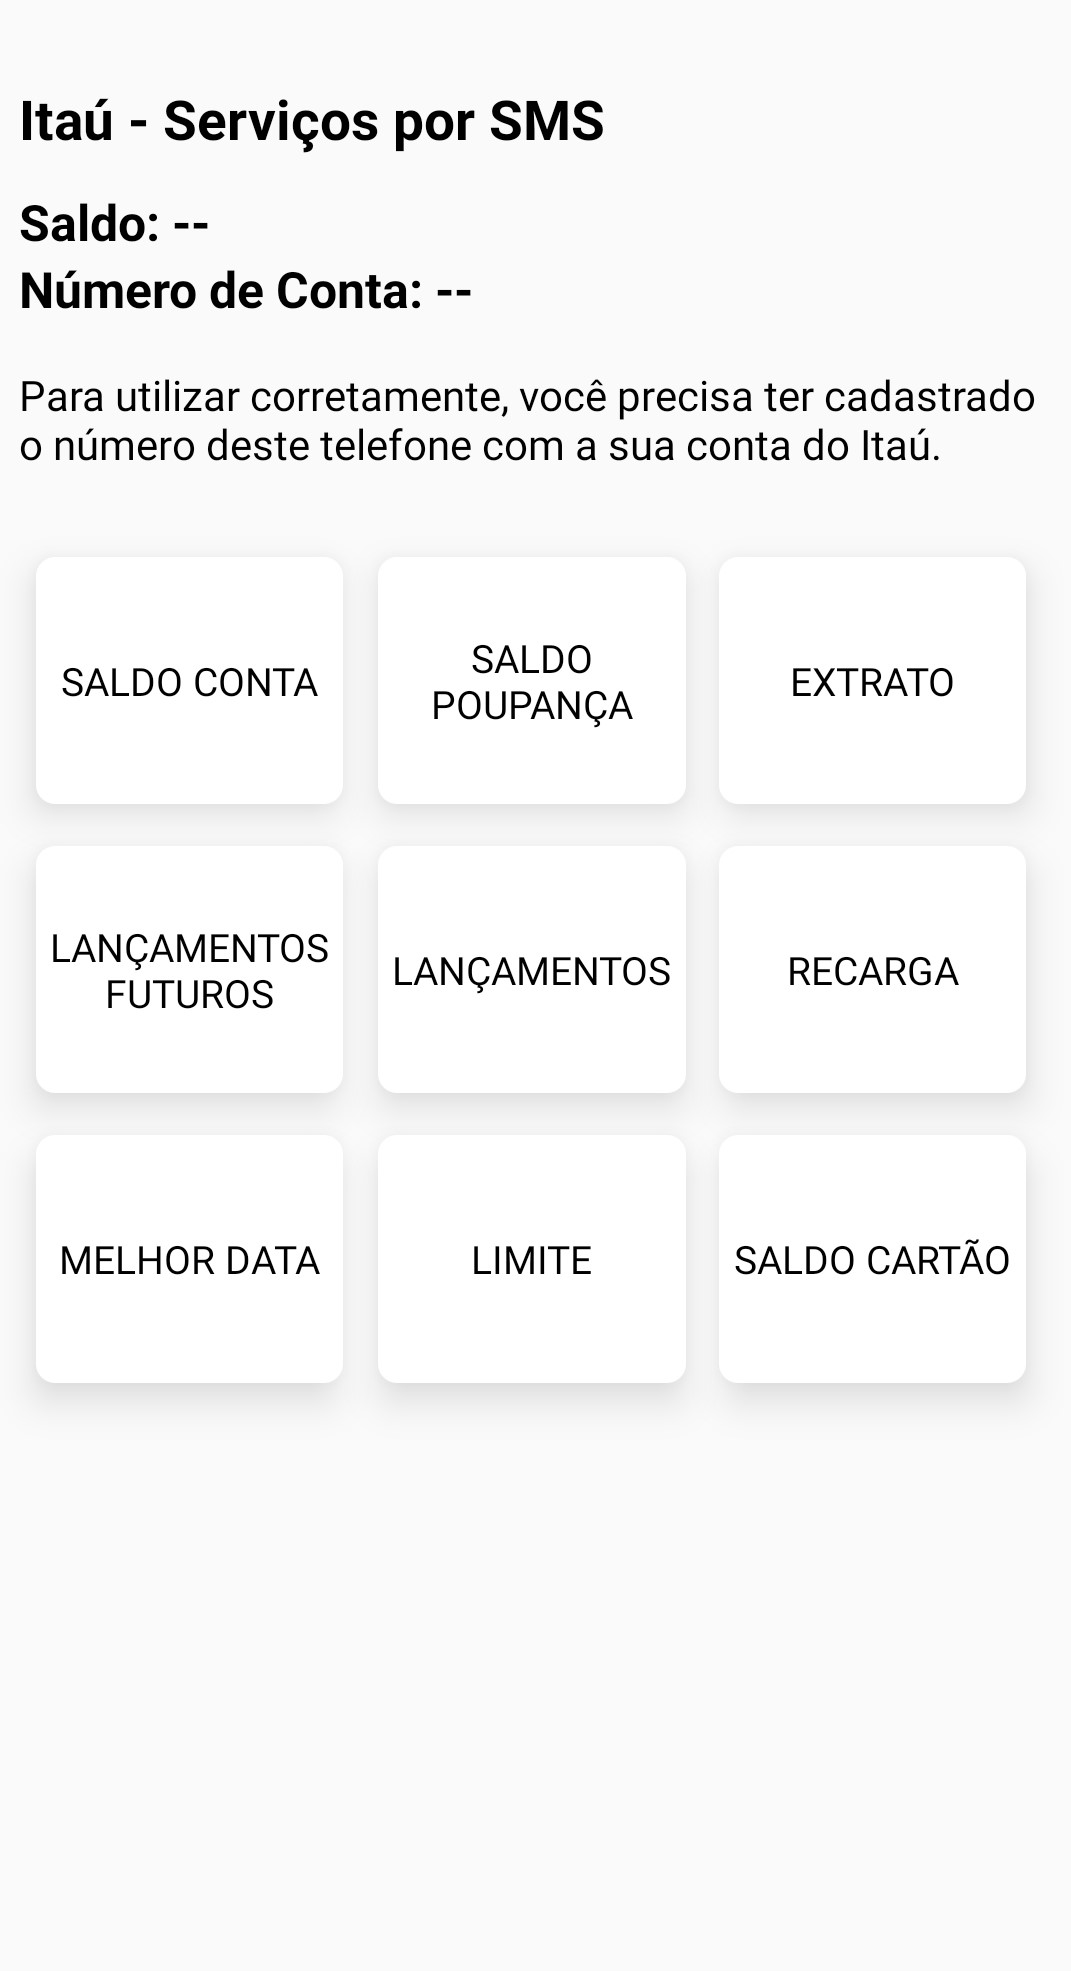 Itaú - Serviços por SMS
Saldo: --
Número de Conta: --
Para utilizar corretamente, você precisa ter cadastrado
o número deste telefone com a sua conta do Itaú.
SALDO CONTA
SALDO
POUPANÇA
EXTRATO
LANÇAMENTOS
FUTUROS
LANÇAMENTOS
RECARGA
MELHOR DATA
LIMITE
SALDO CARTÃO